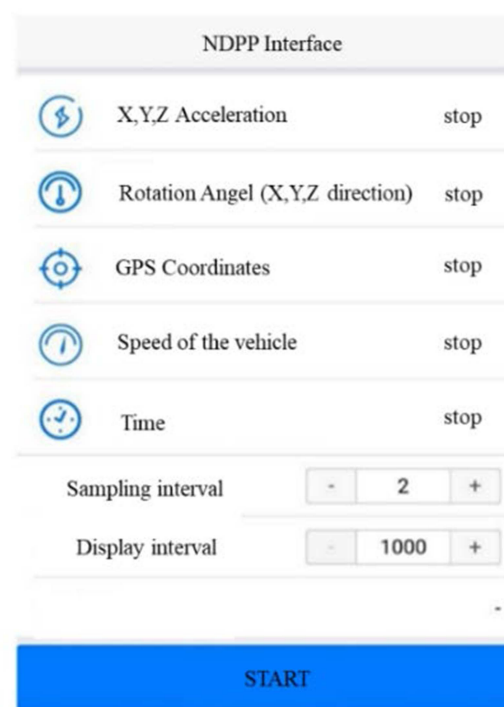 NDPP Interface
X,Y,Z Acceleration stop
Rotation Angel (X,Y,Z direction) stop
GPS Coordinates stop
Speed of the vehicle stop
Time stop
Sampling interval - 2 +
Display interval - 1000 +
-
START